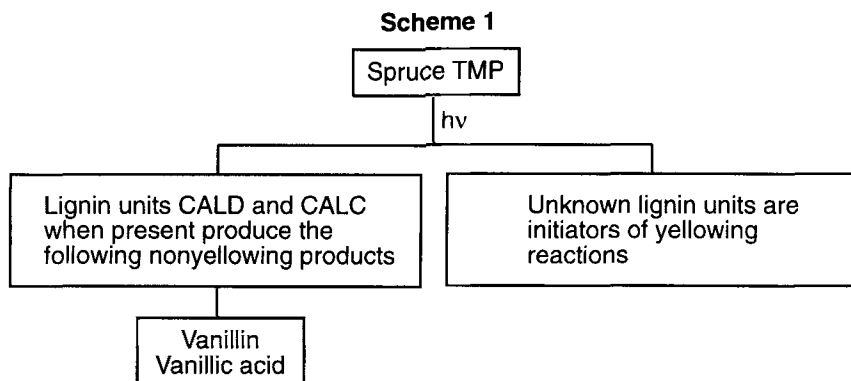 Scheme 1
Spruce TMP
hν
Lignin units CALD and CALC
when present produce the
following nonyellowing products
Unknown lignin units are
initiators of yellowing
reactions
Vanillin
Vanillic acid